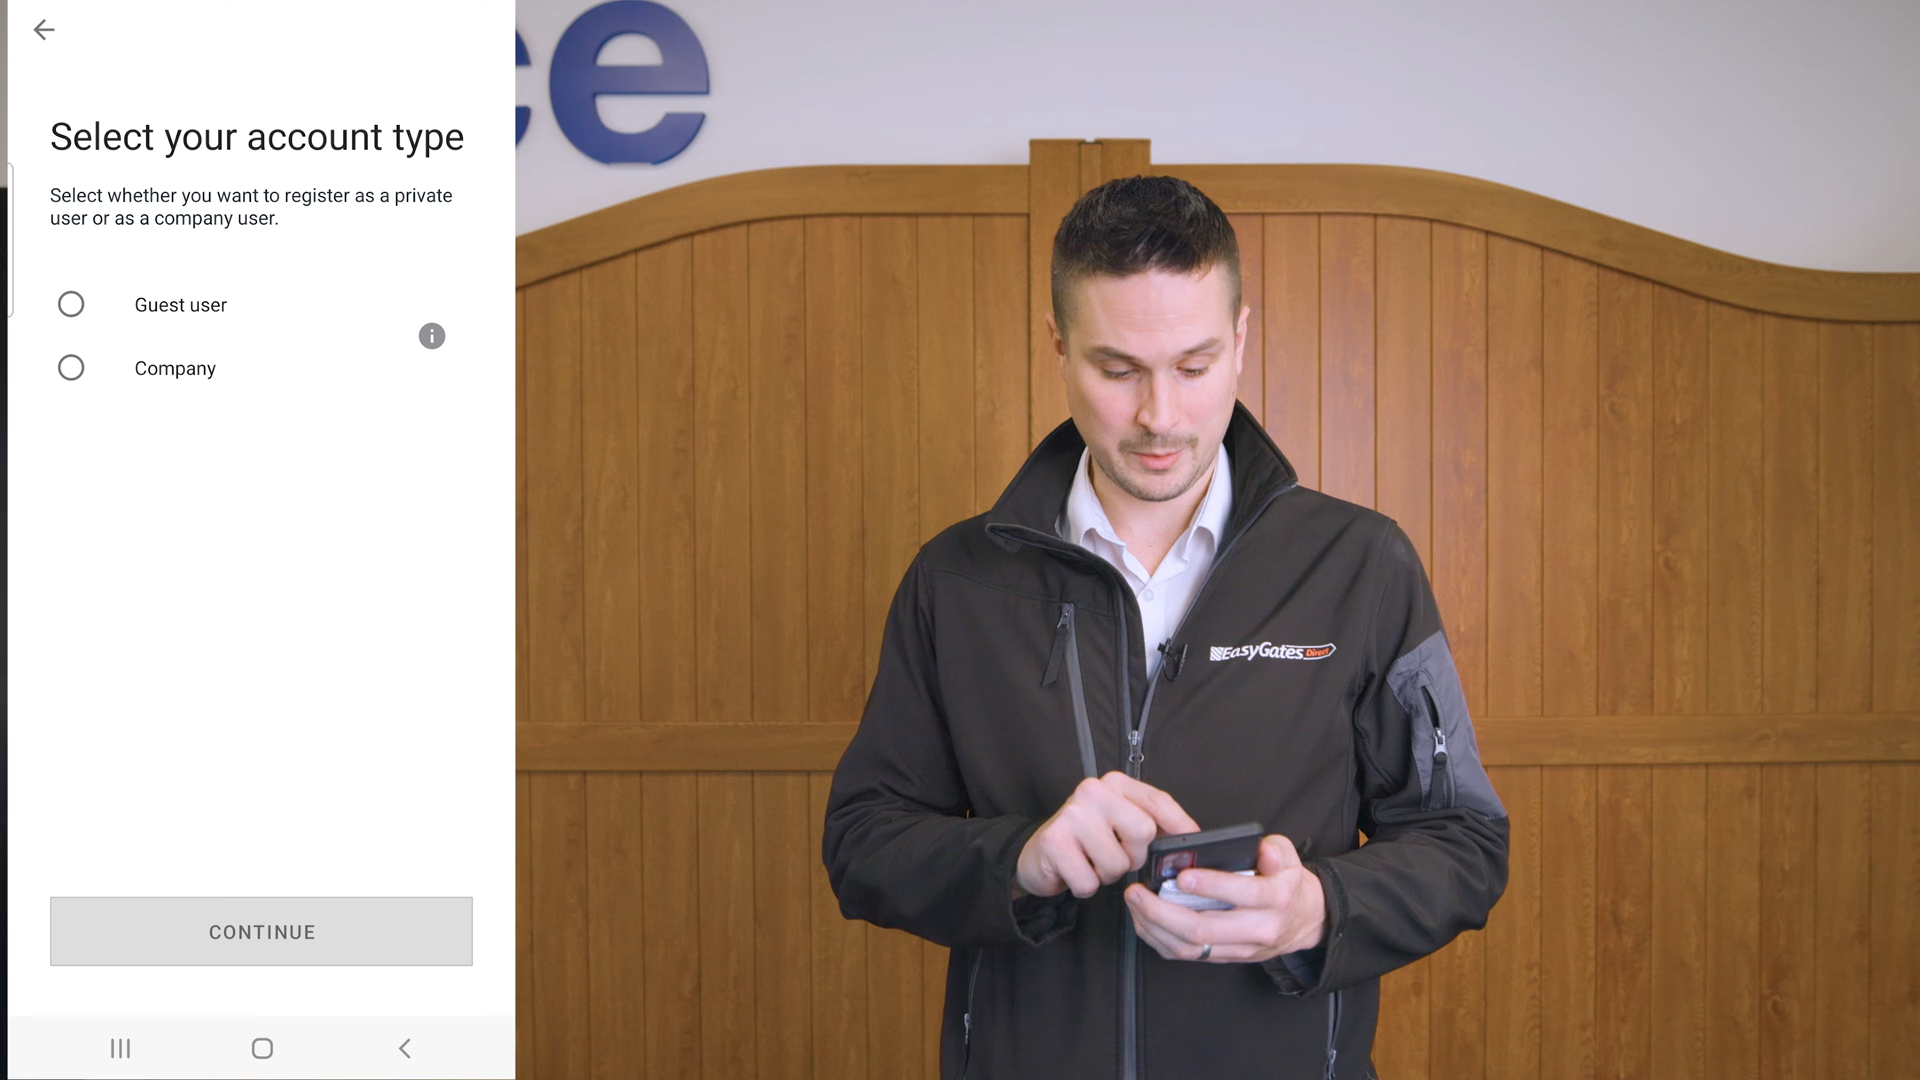 ce
Select your account type
Select whether you want to register as a private
user or as a company user.
Guest user
Company
CONTINUE
EasyGates Direct